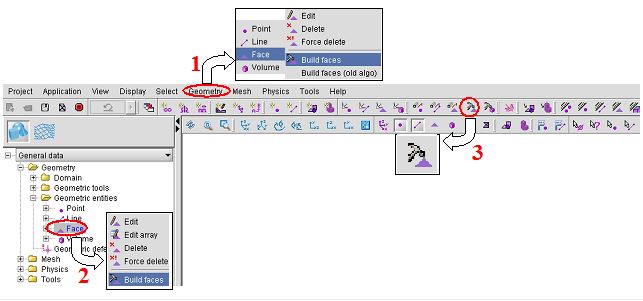 Edit
Point
Delete
Line
Force delete
1
Face
Build faces
Volume
Build faces (old algo)
Project Application View Display Select Geometry Mesh Physics Tools Help
3
General data
Geometry
Domain
Geometric tools
Geometric entities
Point
Line
Face
Volume
Geometric defe
Mesh
Physics
Tools
2
Edit
Edit array
Delete
Force delete
Build faces